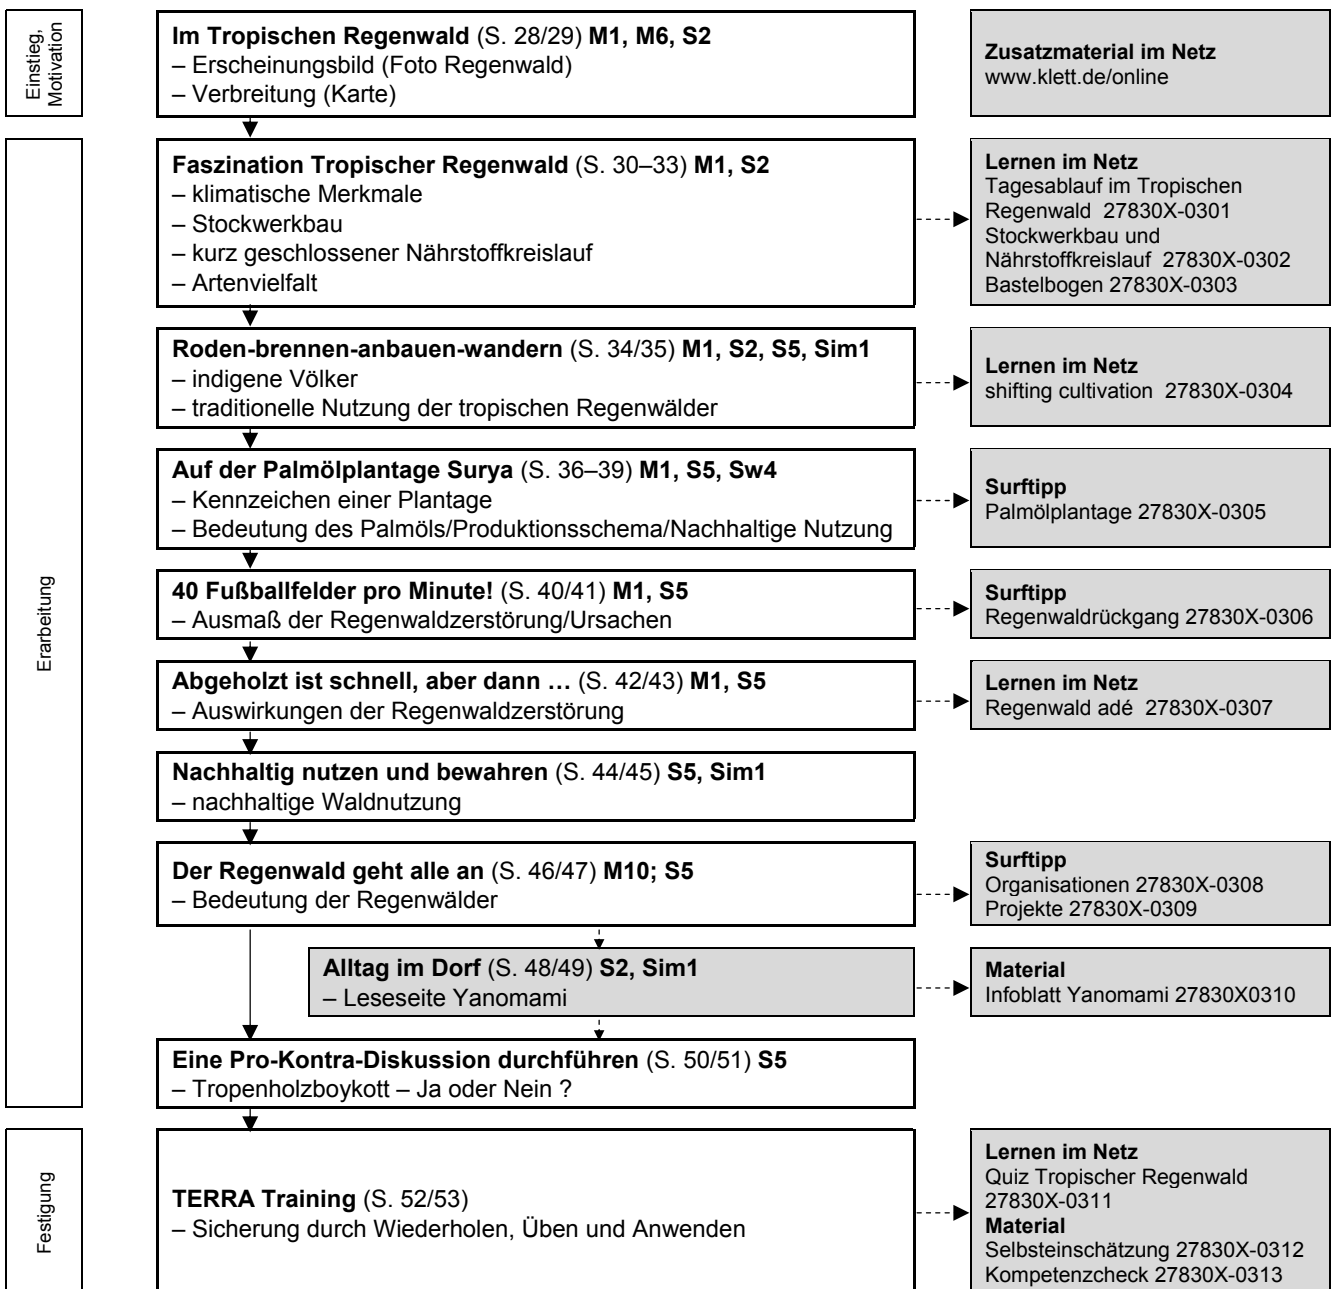 Einstieg,
Motivation
Im Tropischen Regenwald (S. 28/29) M1, M6, S2
– Erscheinungsbild (Foto Regenwald)
– Verbreitung (Karte)
Zusatzmaterial im Netz
www.klett.de/online
Erarbeitung
Faszination Tropischer Regenwald (S. 30–33) M1, S2
– klimatische Merkmale
– Stockwerkbau
– kurz geschlossener Nährstoffkreislauf
– Artenvielfalt
Lernen im Netz
Tagesablauf im Tropischen
Regenwald 27830X-0301
Stockwerkbau und
Nährstoffkreislauf 27830X-0302
Bastelbogen 27830X-0303
Roden-brennen-anbauen-wandern (S. 34/35) M1, S2, S5, Sim1
– indigene Völker
– traditionelle Nutzung der tropischen Regenwälder
Lernen im Netz
shifting cultivation 27830X-0304
Auf der Palmölplantage Surya (S. 36–39) M1, S5, Sw4
– Kennzeichen einer Plantage
– Bedeutung des Palmöls/Produktionsschema/Nachhaltige Nutzung
Surftipp
Palmölplantage 27830X-0305
40 Fußballfelder pro Minute! (S. 40/41) M1, S5
– Ausmaß der Regenwaldzerstörung/Ursachen
Surftipp
Regenwaldrückgang 27830X-0306
Abgeholzt ist schnell, aber dann … (S. 42/43) M1, S5
– Auswirkungen der Regenwaldzerstörung
Lernen im Netz
Regenwald adé 27830X-0307
Nachhaltig nutzen und bewahren (S. 44/45) S5, Sim1
– nachhaltige Waldnutzung
Der Regenwald geht alle an (S. 46/47) M10; S5
– Bedeutung der Regenwälder
Surftipp
Organisationen 27830X-0308
Projekte 27830X-0309
Alltag im Dorf (S. 48/49) S2, Sim1
– Leseseite Yanomami
Material
Infoblatt Yanomami 27830X0310
Eine Pro-Kontra-Diskussion durchführen (S. 50/51) S5
– Tropenholzboykott – Ja oder Nein ?
Festigung
TERRA Training (S. 52/53)
– Sicherung durch Wiederholen, Üben und Anwenden
Lernen im Netz
Quiz Tropischer Regenwald
27830X-0311
Material
Selbsteinschätzung 27830X-0312
Kompetenzcheck 27830X-0313